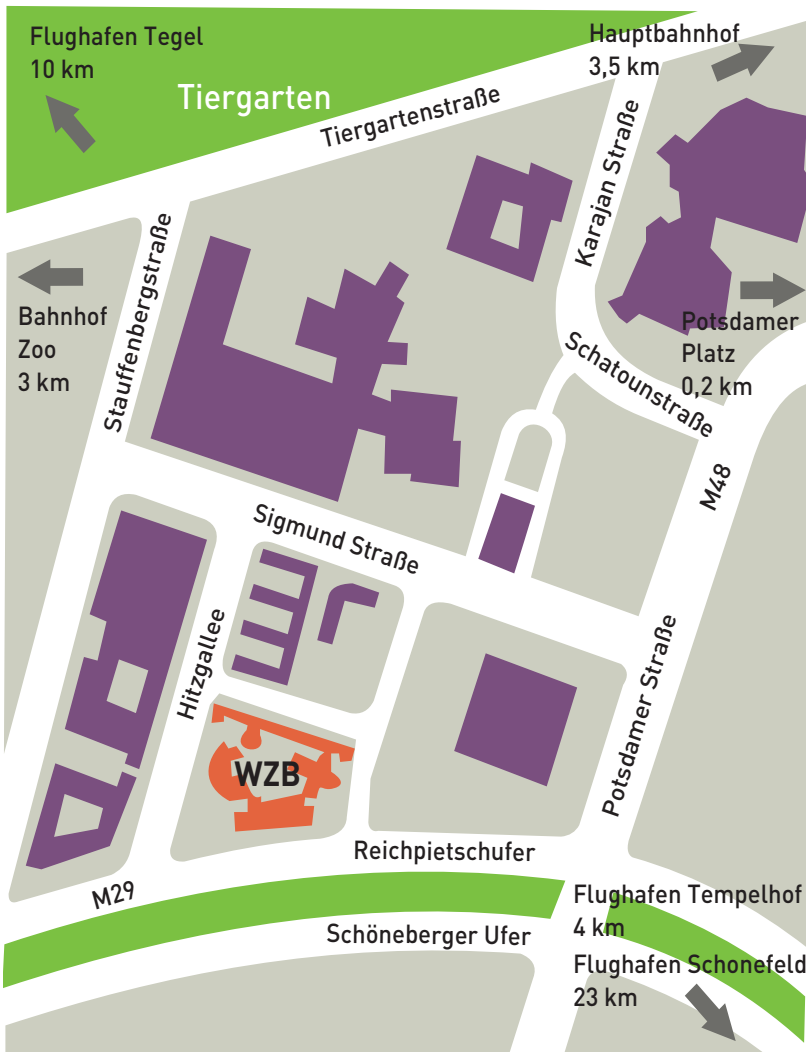 Flughafen Tegel
10 km
Hauptbahnhof
3,5 km
Tiergarten
Tiergartenstraße
Karajan Straße
Stauffenbergstraße
Bahnhof
Zoo
3 km
Potsdamer
Platz
0,2 km
Schatounstraße
M48
Sigmund Straße
Hitzgallee
Potsdamer Straße
WZB
Reichpietschufer
M29
Flughafen Tempelhof
4 km
Schöneberger Ufer
Flughafen Schonefeld
23 km